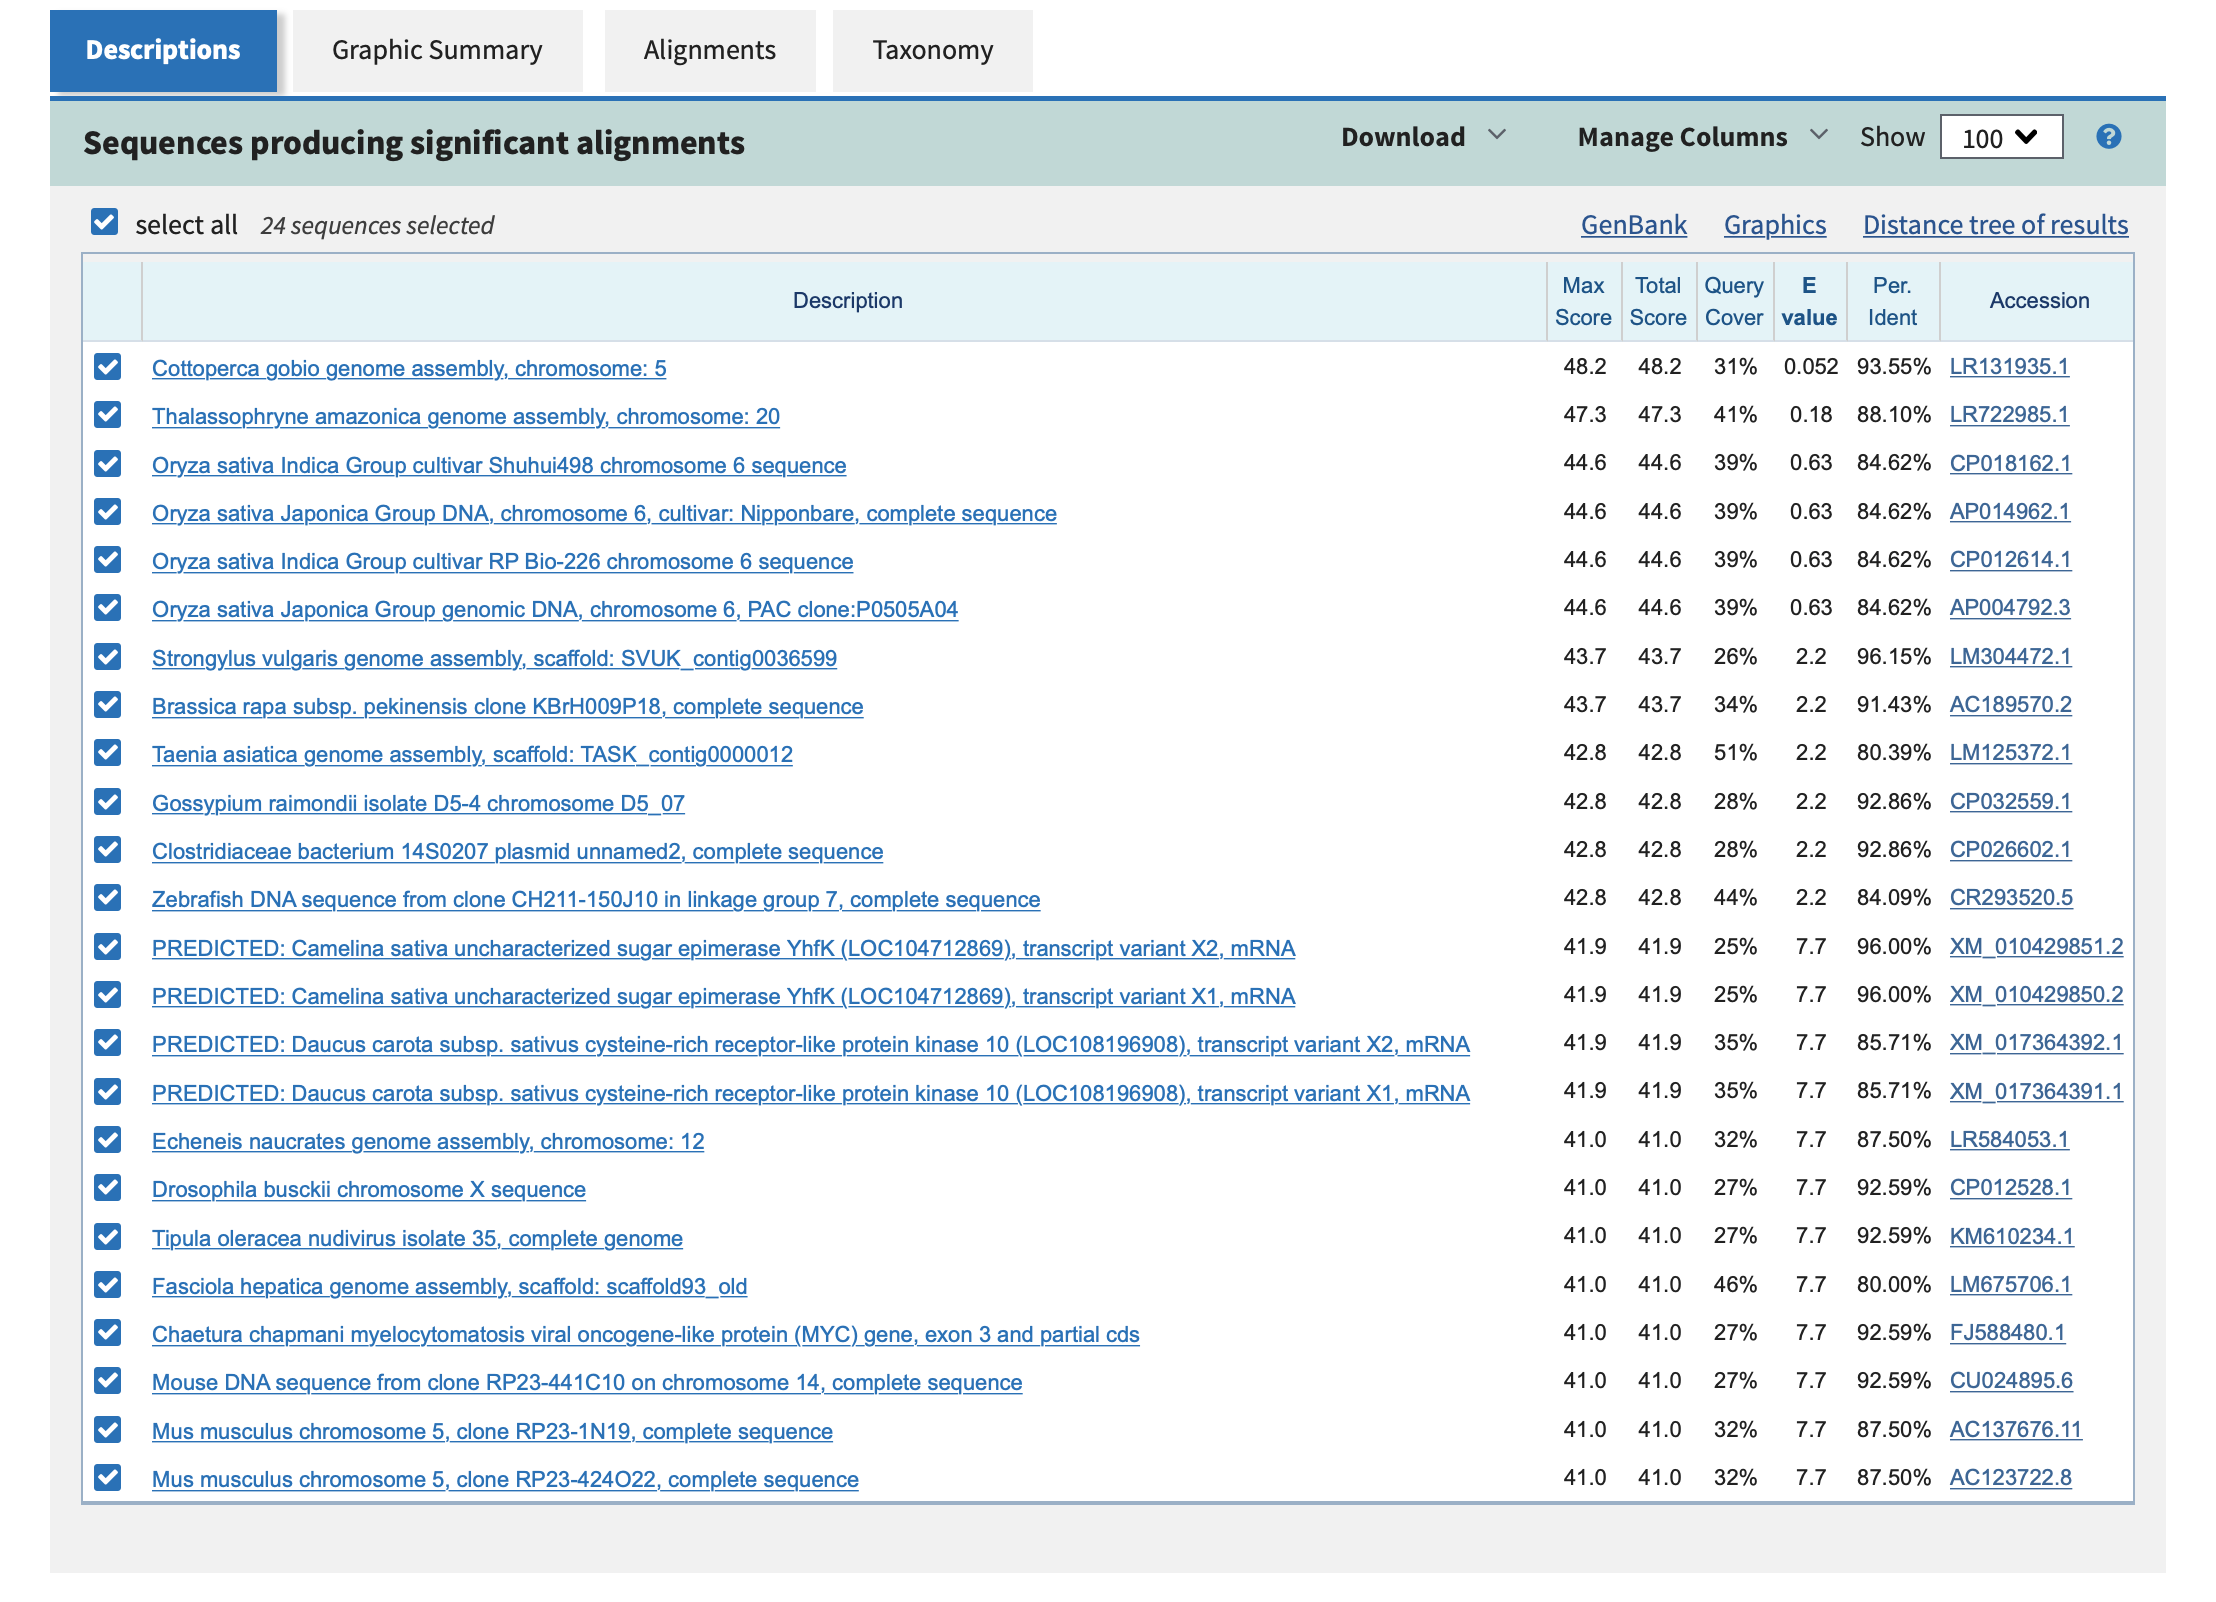 Descriptions Graphic Summary Alignments Taxonomy
Sequences producing significant alignments Download Manage Columns Show 100 ?
select all 24 sequences selected GenBank Graphics Distance tree of results
Description Max Score Total Score Query Cover E value Per. Ident Accession
Cottoperca gobio genome assembly, chromosome: 5 48.2 48.2 31% 0.052 93.55% LR131935.1
Thalassophryne amazonica genome assembly, chromosome: 20 47.3 47.3 41% 0.18 88.10% LR722985.1
Oryza sativa Indica Group cultivar Shuhui498 chromosome 6 sequence 44.6 44.6 39% 0.63 84.62% CP018162.1
Oryza sativa Japonica Group DNA, chromosome 6, cultivar: Nipponbare, complete sequence 44.6 44.6 39% 0.63 84.62% AP014962.1
Oryza sativa Indica Group cultivar RP Bio-226 chromosome 6 sequence 44.6 44.6 39% 0.63 84.62% CP012614.1
Oryza sativa Japonica Group genomic DNA, chromosome 6, PAC clone:P0505A04 44.6 44.6 39% 0.63 84.62% AP004792.3
Strongylus vulgaris genome assembly, scaffold: SVUK_contig0036599 43.7 43.7 26% 2.2 96.15% LM304472.1
Brassica rapa subsp. pekinensis clone KBrH009P18, complete sequence 43.7 43.7 34% 2.2 91.43% AC189570.2
Taenia asiatica genome assembly, scaffold: TASK_contig0000012 42.8 42.8 51% 2.2 80.39% LM125372.1
Gossypium raimondii isolate D5-4 chromosome D5_07 42.8 42.8 28% 2.2 92.86% CP032559.1
Clostridiaceae bacterium 14S0207 plasmid unnamed2, complete sequence 42.8 42.8 28% 2.2 92.86% CP026602.1
Zebrafish DNA sequence from clone CH211-150J10 in linkage group 7, complete sequence 42.8 42.8 44% 2.2 84.09% CR293520.5
PREDICTED: Camelina sativa uncharacterized sugar epimerase YhfK (LOC104712869), transcript variant X2, mRNA 41.9 41.9 25% 7.7 96.00% XM_010429851.2
PREDICTED: Camelina sativa uncharacterized sugar epimerase YhfK (LOC104712869), transcript variant X1, mRNA 41.9 41.9 25% 7.7 96.00% XM_010429850.2
PREDICTED: Daucus carota subsp. sativus cysteine-rich receptor-like protein kinase 10 (LOC108196908), transcript variant X2, mRNA 41.9 41.9 35% 7.7 85.71% XM_017364392.1
PREDICTED: Daucus carota subsp. sativus cysteine-rich receptor-like protein kinase 10 (LOC108196908), transcript variant X1, mRNA 41.9 41.9 35% 7.7 85.71% XM_017364391.1
Echeneis naucrates genome assembly, chromosome: 12 41.0 41.0 32% 7.7 87.50% LR584053.1
Drosophila busckii chromosome X sequence 41.0 41.0 27% 7.7 92.59% CP012528.1
Tipula oleracea nudivirus isolate 35, complete genome 41.0 41.0 27% 7.7 92.59% KM610234.1
Fasciola hepatica genome assembly, scaffold: scaffold93_old 41.0 41.0 46% 7.7 80.00% LM675706.1
Chaetura chapmani myelocytomatosis viral oncogene-like protein (MYC) gene, exon 3 and partial cds 41.0 41.0 27% 7.7 92.59% FJ588480.1
Mouse DNA sequence from clone RP23-441C10 on chromosome 14, complete sequence 41.0 41.0 27% 7.7 92.59% CU024895.6
Mus musculus chromosome 5, clone RP23-1N19, complete sequence 41.0 41.0 32% 7.7 87.50% AC137676.11
Mus musculus chromosome 5, clone RP23-424O22, complete sequence 41.0 41.0 32% 7.7 87.50% AC123722.8